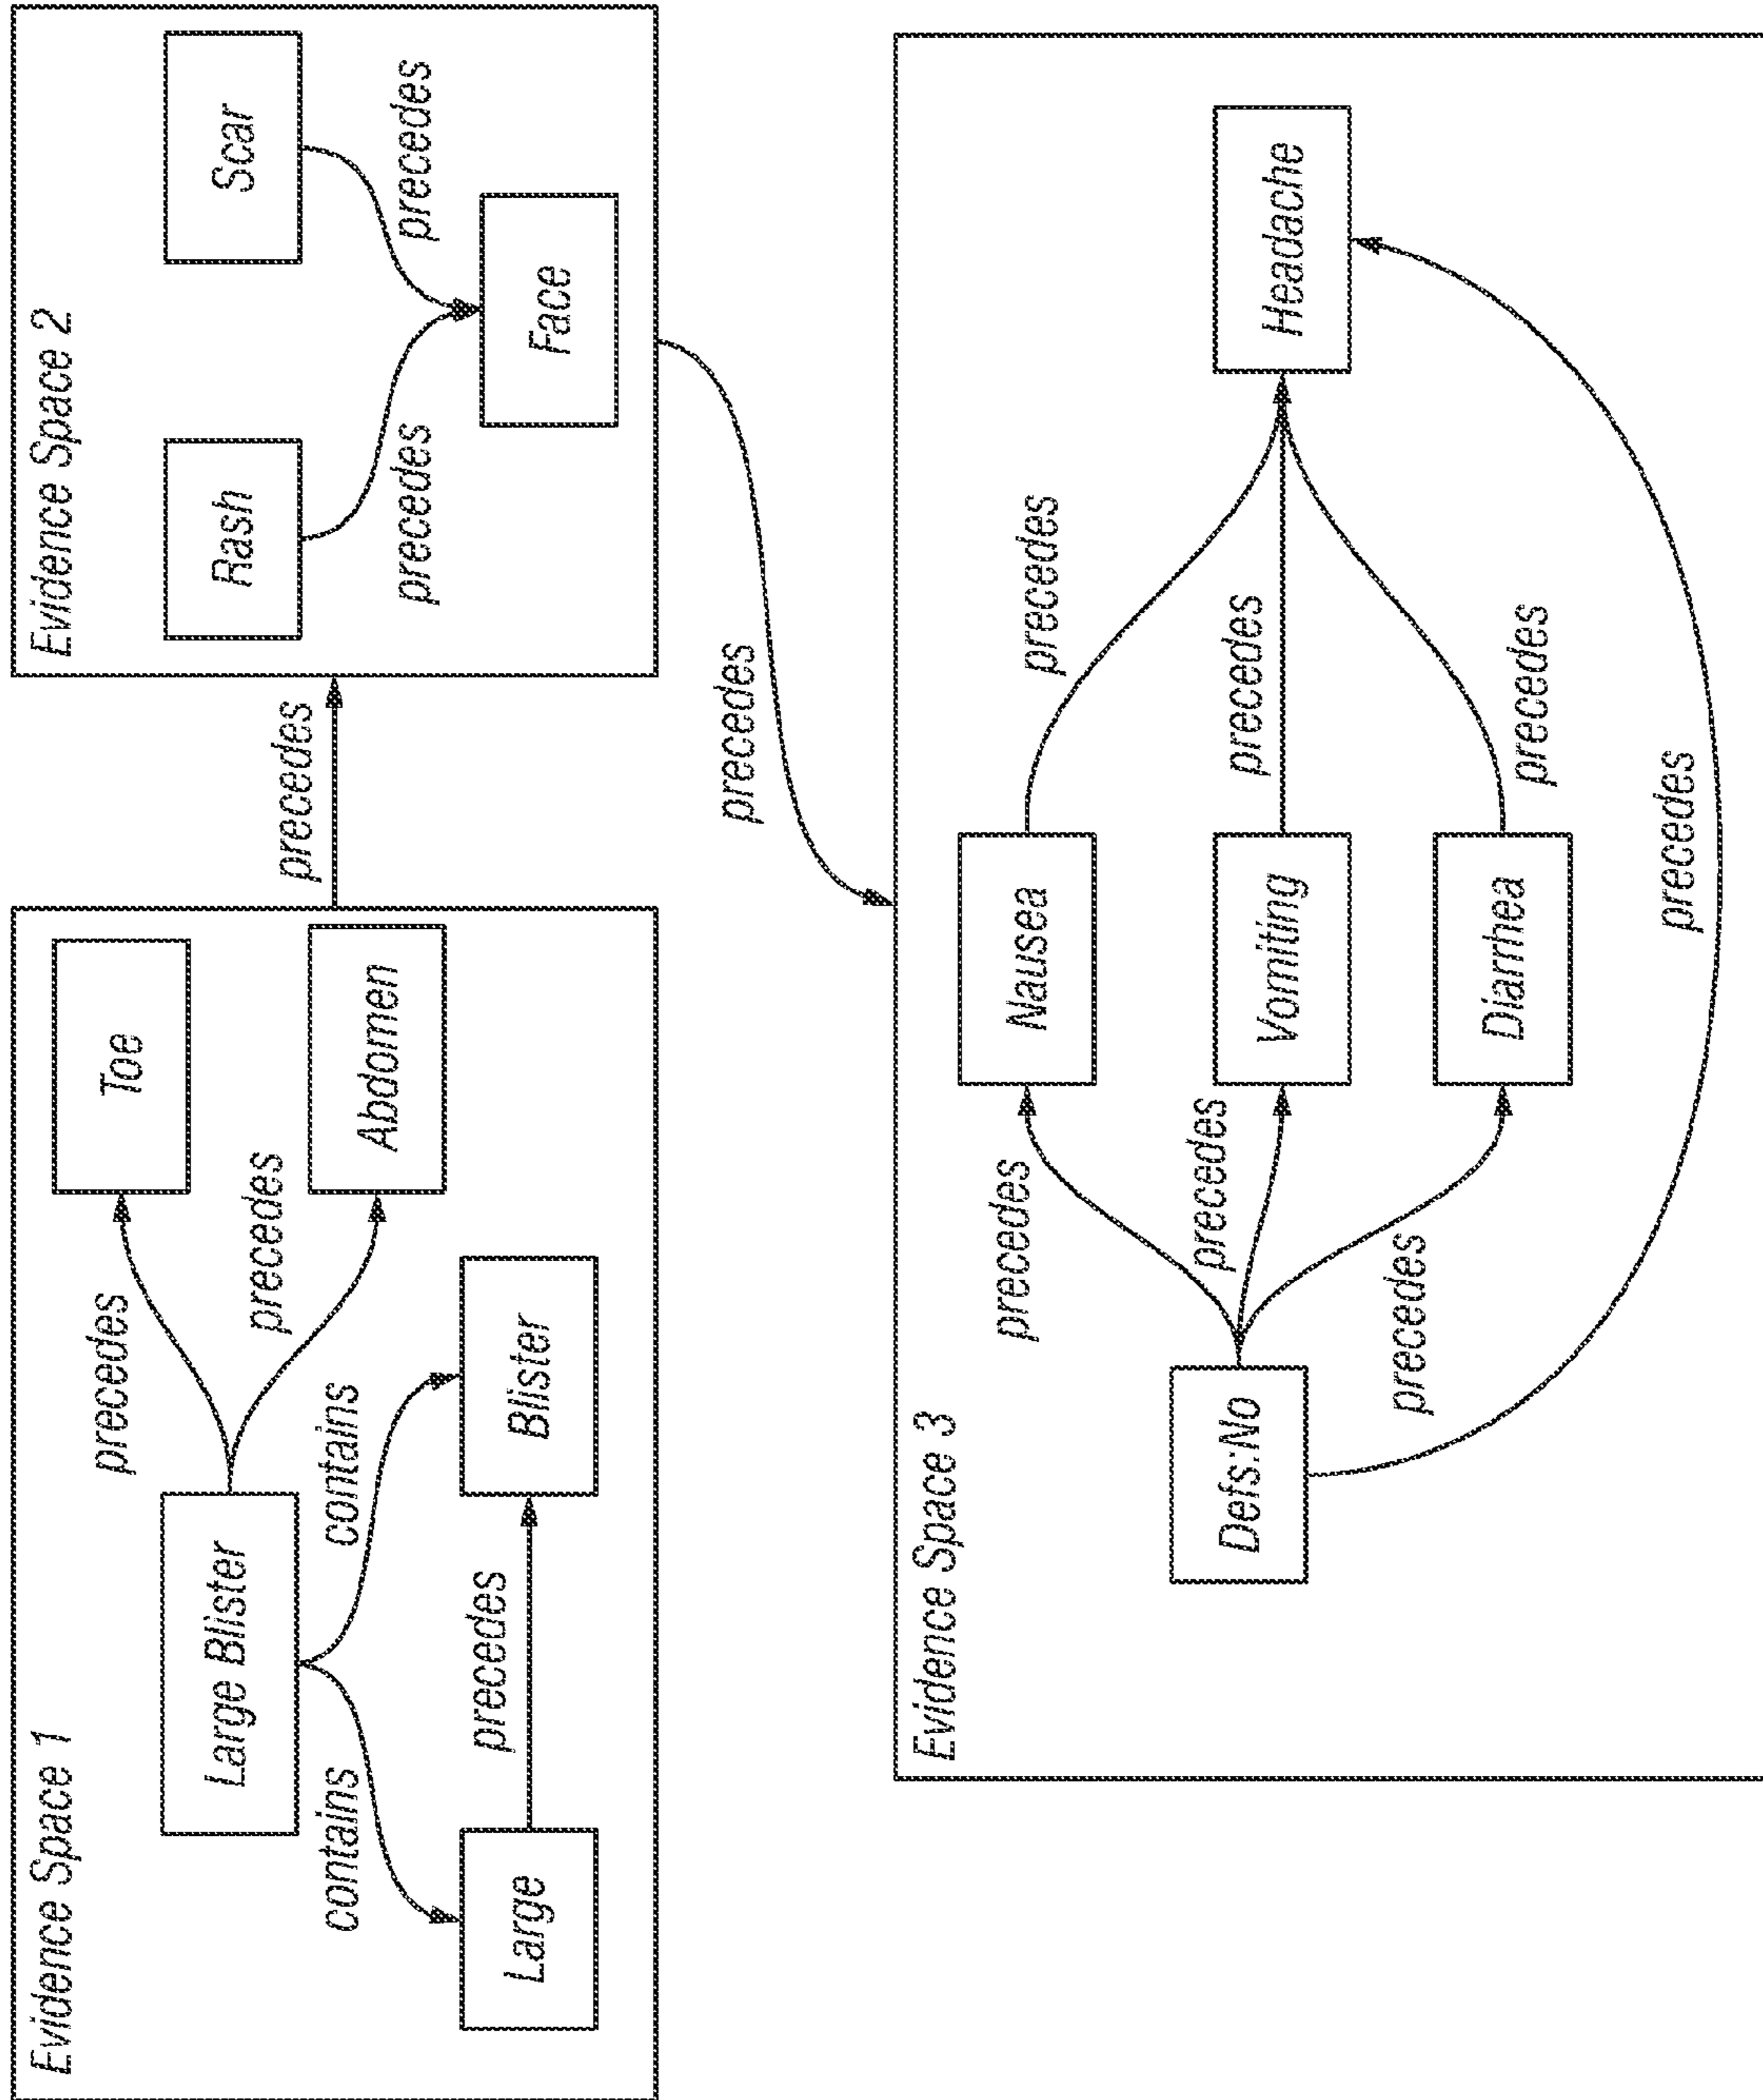 Evidence Space 1
Large Blister
precedes
Toe
precedes
Abdomen
contains
contains
Large
precedes
Blister
precedes
Evidence Space 2
Rash
Scar
precedes
precedes
Face
precedes
Evidence Space 3
Defs:No
precedes
precedes
precedes
Nausea
Vomiting
Diarrhea
precedes
precedes
precedes
Headache
precedes